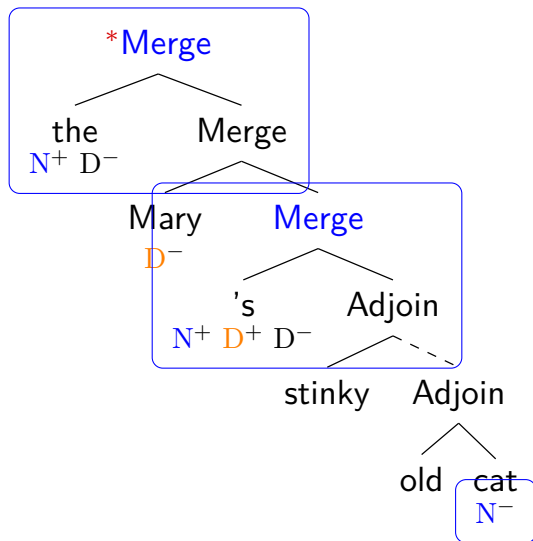 *Merge
the Merge
N⁺ D⁻
Mary Merge
D⁻
's Adjoin
N⁺ D⁺ D⁻
stinky Adjoin
old cat
N⁻